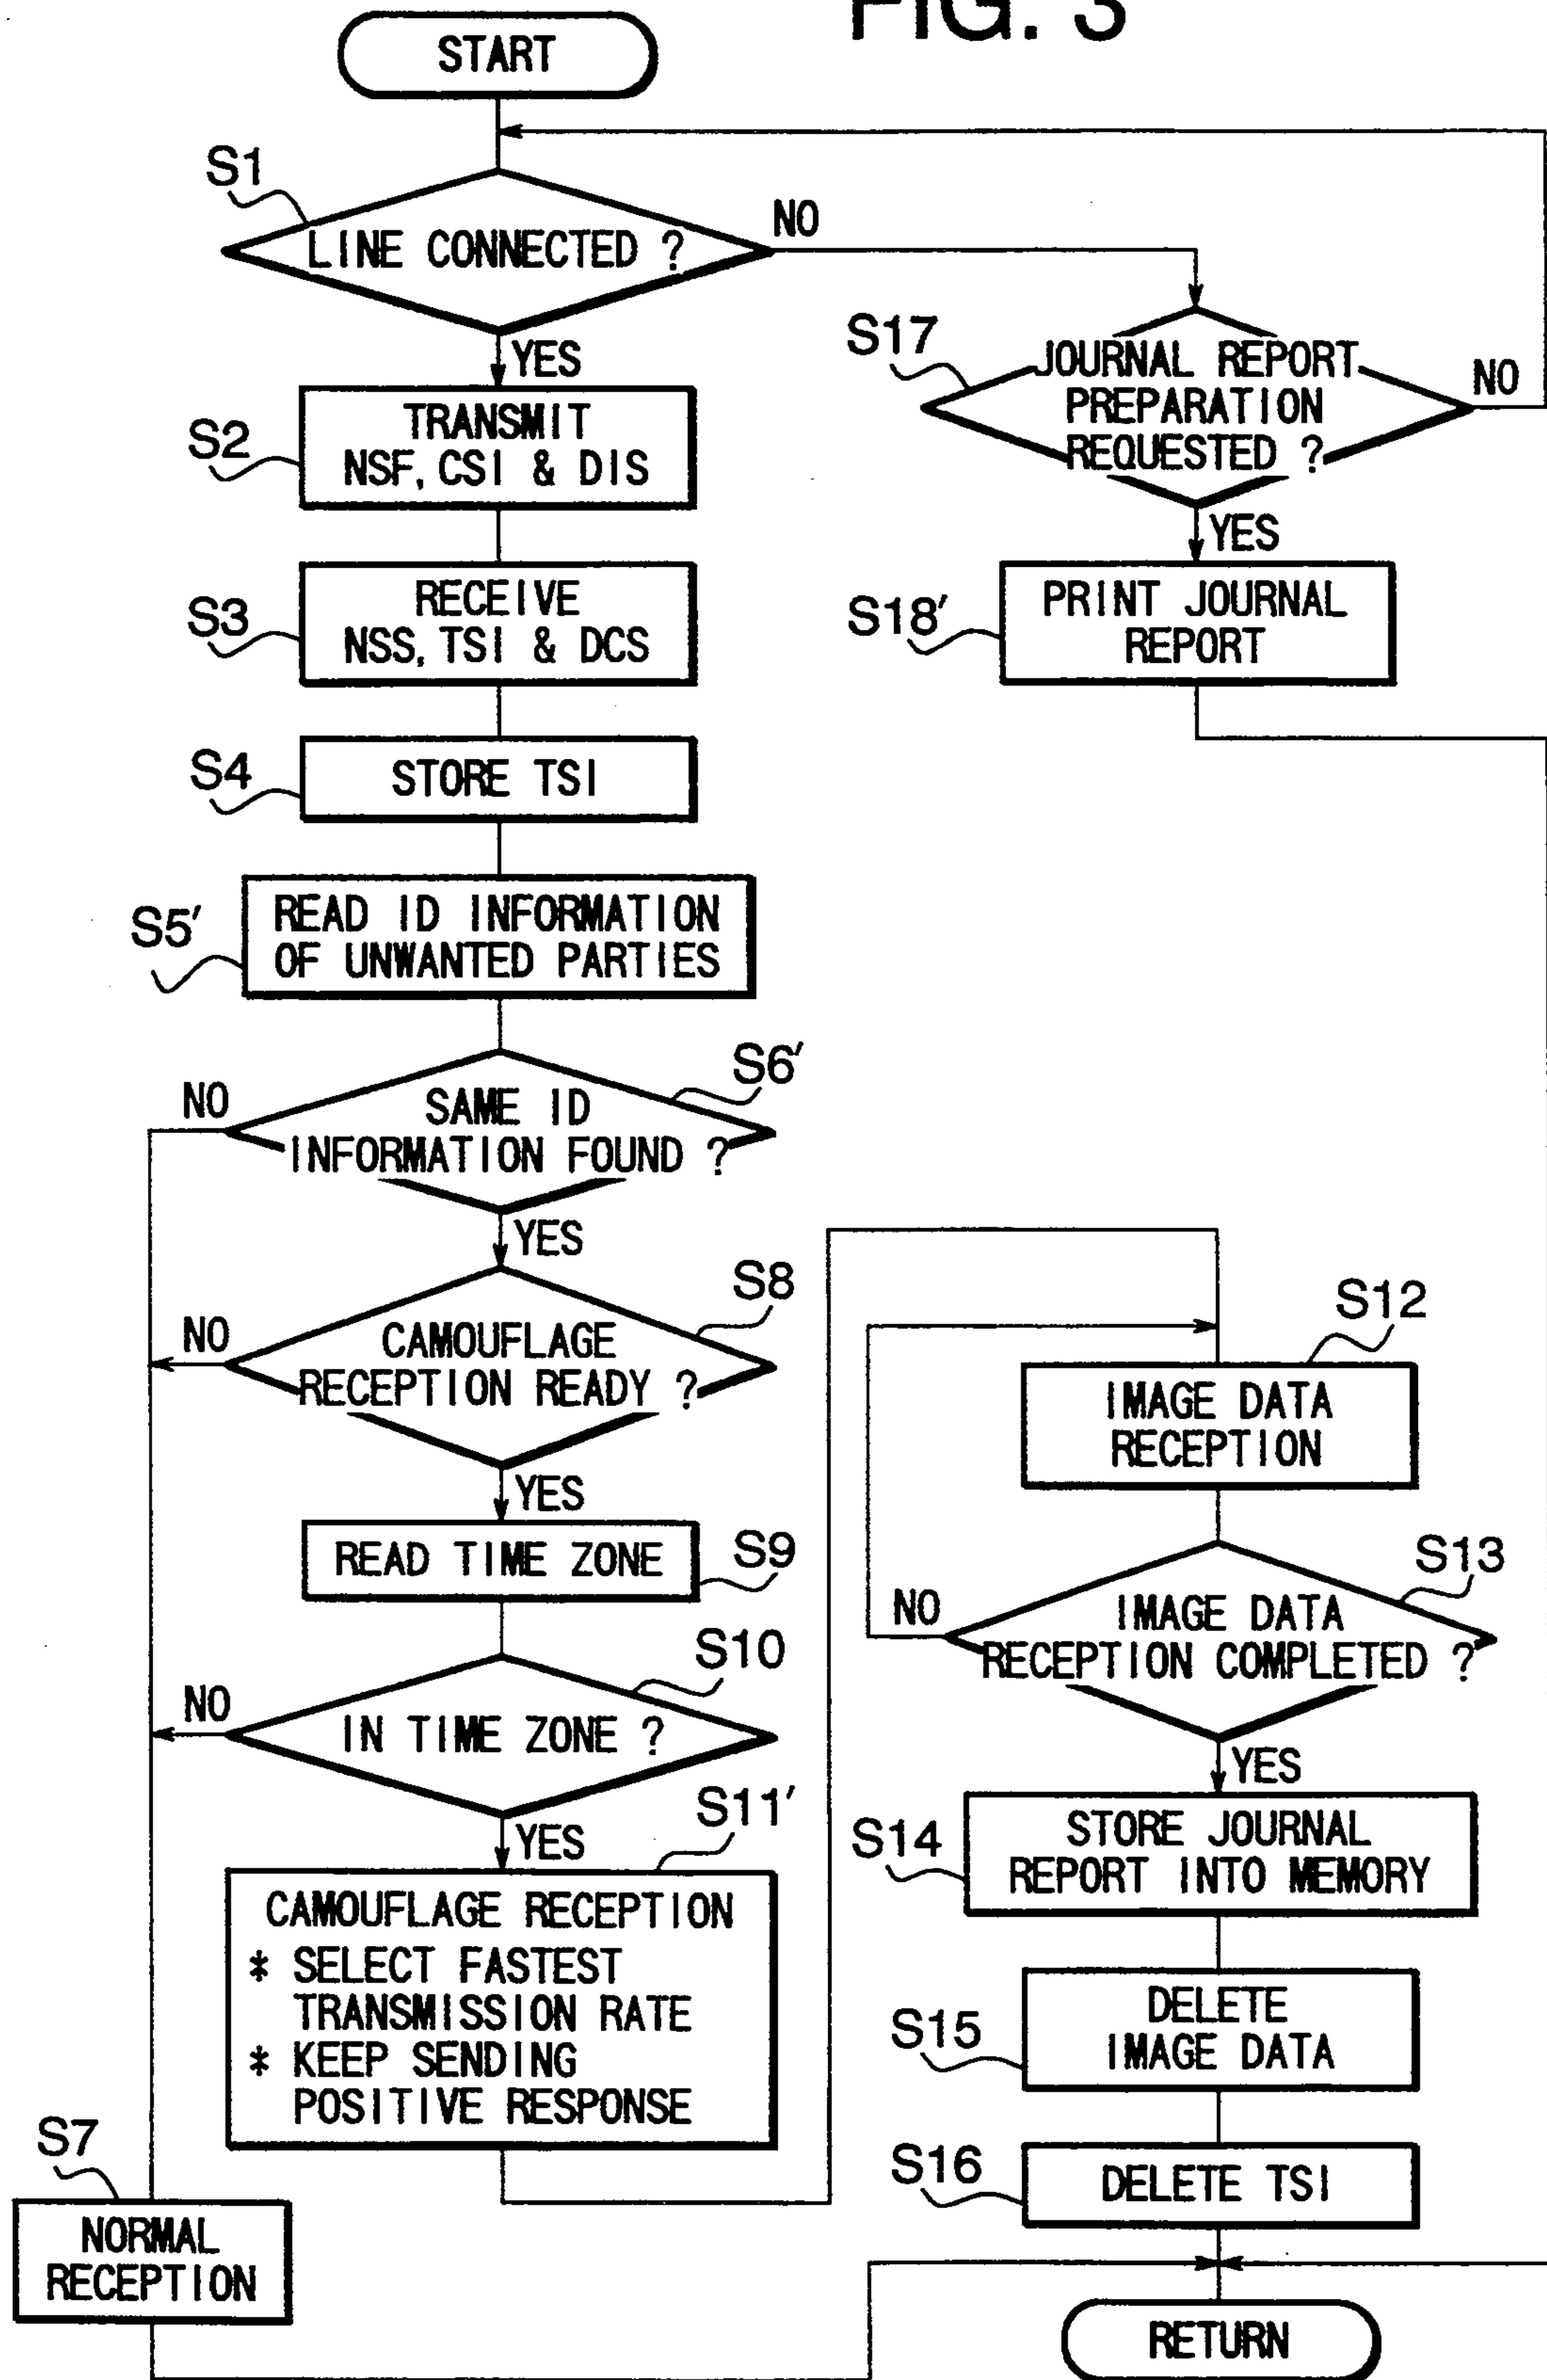 FIG. 3
START
S1
LINE CONNECTED ?
NO
YES
S2
TRANSMIT
NSF, CSI & DIS
S3
RECEIVE
NSS, TSI & DCS
S4
STORE TSI
S5'
READ ID INFORMATION
OF UNWANTED PARTIES
S6'
SAME ID
INFORMATION FOUND ?
NO
YES
S8
CAMOUFLAGE
RECEPTION READY ?
NO
YES
READ TIME ZONE
S9
S10
IN TIME ZONE ?
NO
YES
S11'
CAMOUFLAGE RECEPTION
* SELECT FASTEST
TRANSMISSION RATE
* KEEP SENDING
POSITIVE RESPONSE
S7
NORMAL
RECEPTION
S17
JOURNAL REPORT
PREPARATION
REQUESTED ?
NO
YES
S18'
PRINT JOURNAL
REPORT
S12
IMAGE DATA
RECEPTION
S13
IMAGE DATA
RECEPTION COMPLETED ?
NO
YES
S14
STORE JOURNAL
REPORT INTO MEMORY
S15
DELETE
IMAGE DATA
S16
DELETE TSI
RETURN